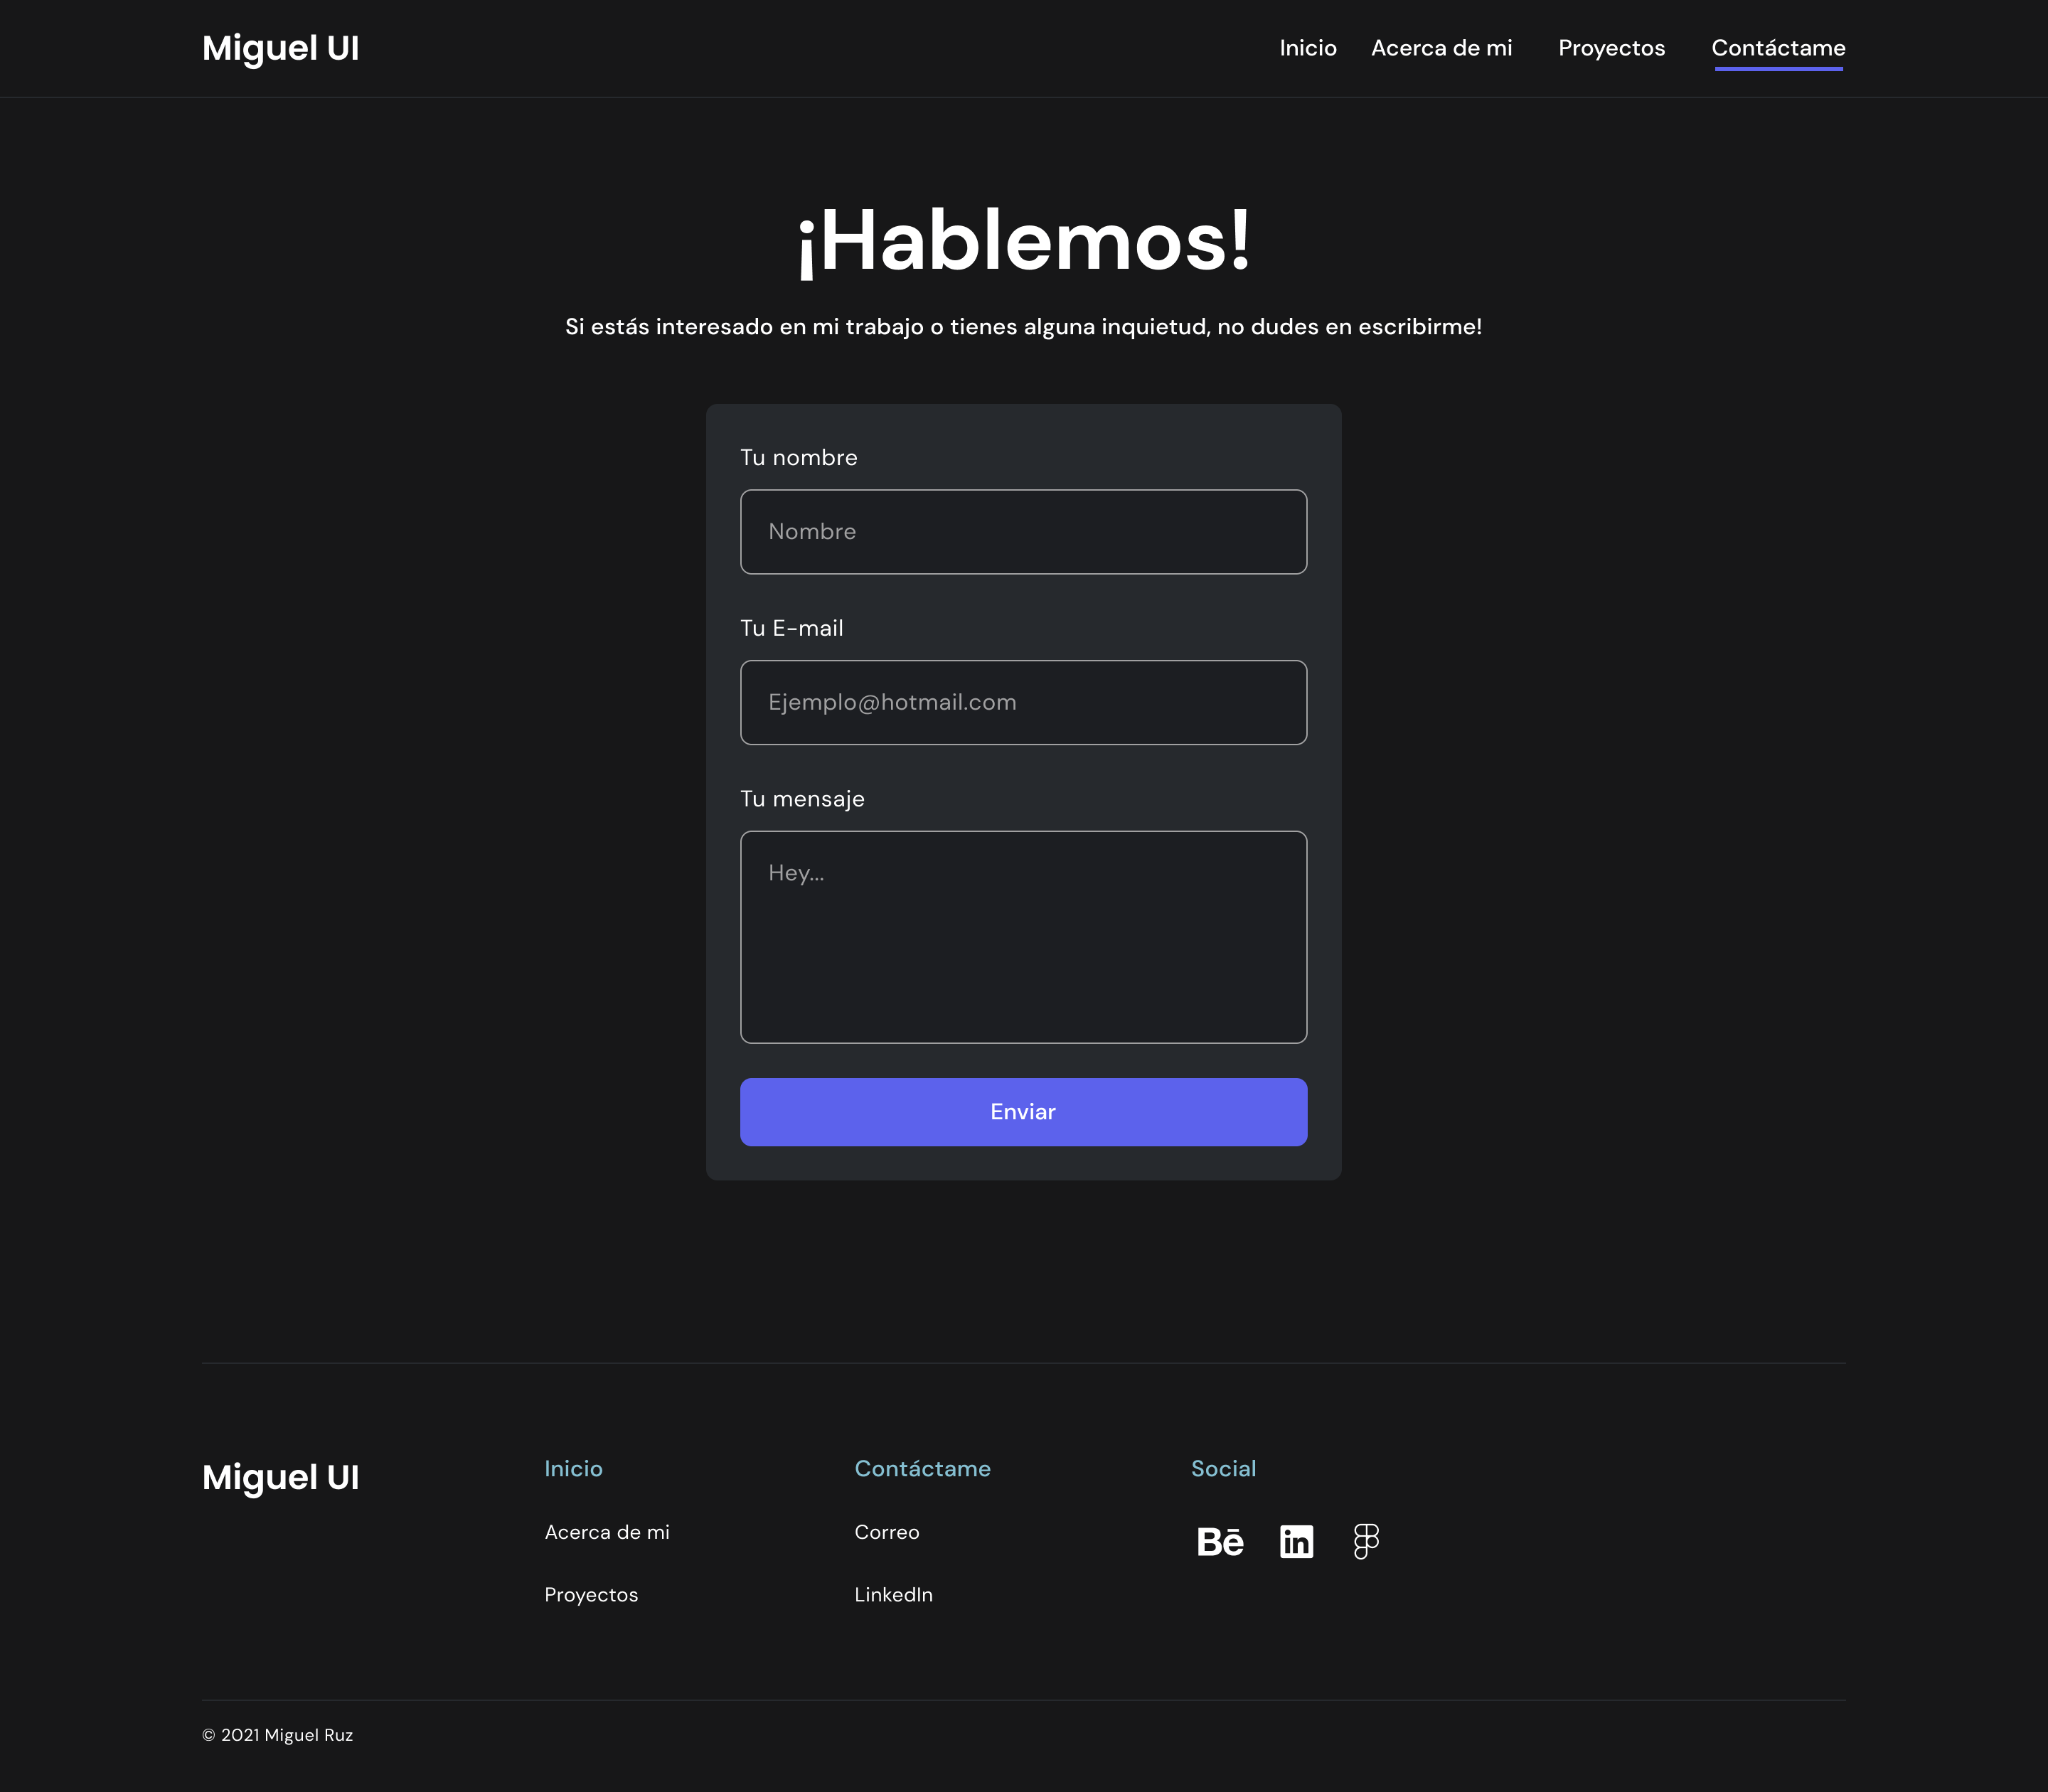 Miguel UI
Inicio Acerca de mi Proyectos Contáctame
¡Hablemos!
Si estás interesado en mi trabajo o tienes alguna inquietud, no dudes en escribirme!
Tu nombre
Nombre
Tu E-mail
Ejemplo@hotmail.com
Tu mensaje
Hey...
Enviar
Miguel UI
Inicio
Acerca de mi
Proyectos
Contáctame
Correo
LinkedIn
Social
Bē in
© 2021 Miguel Ruz